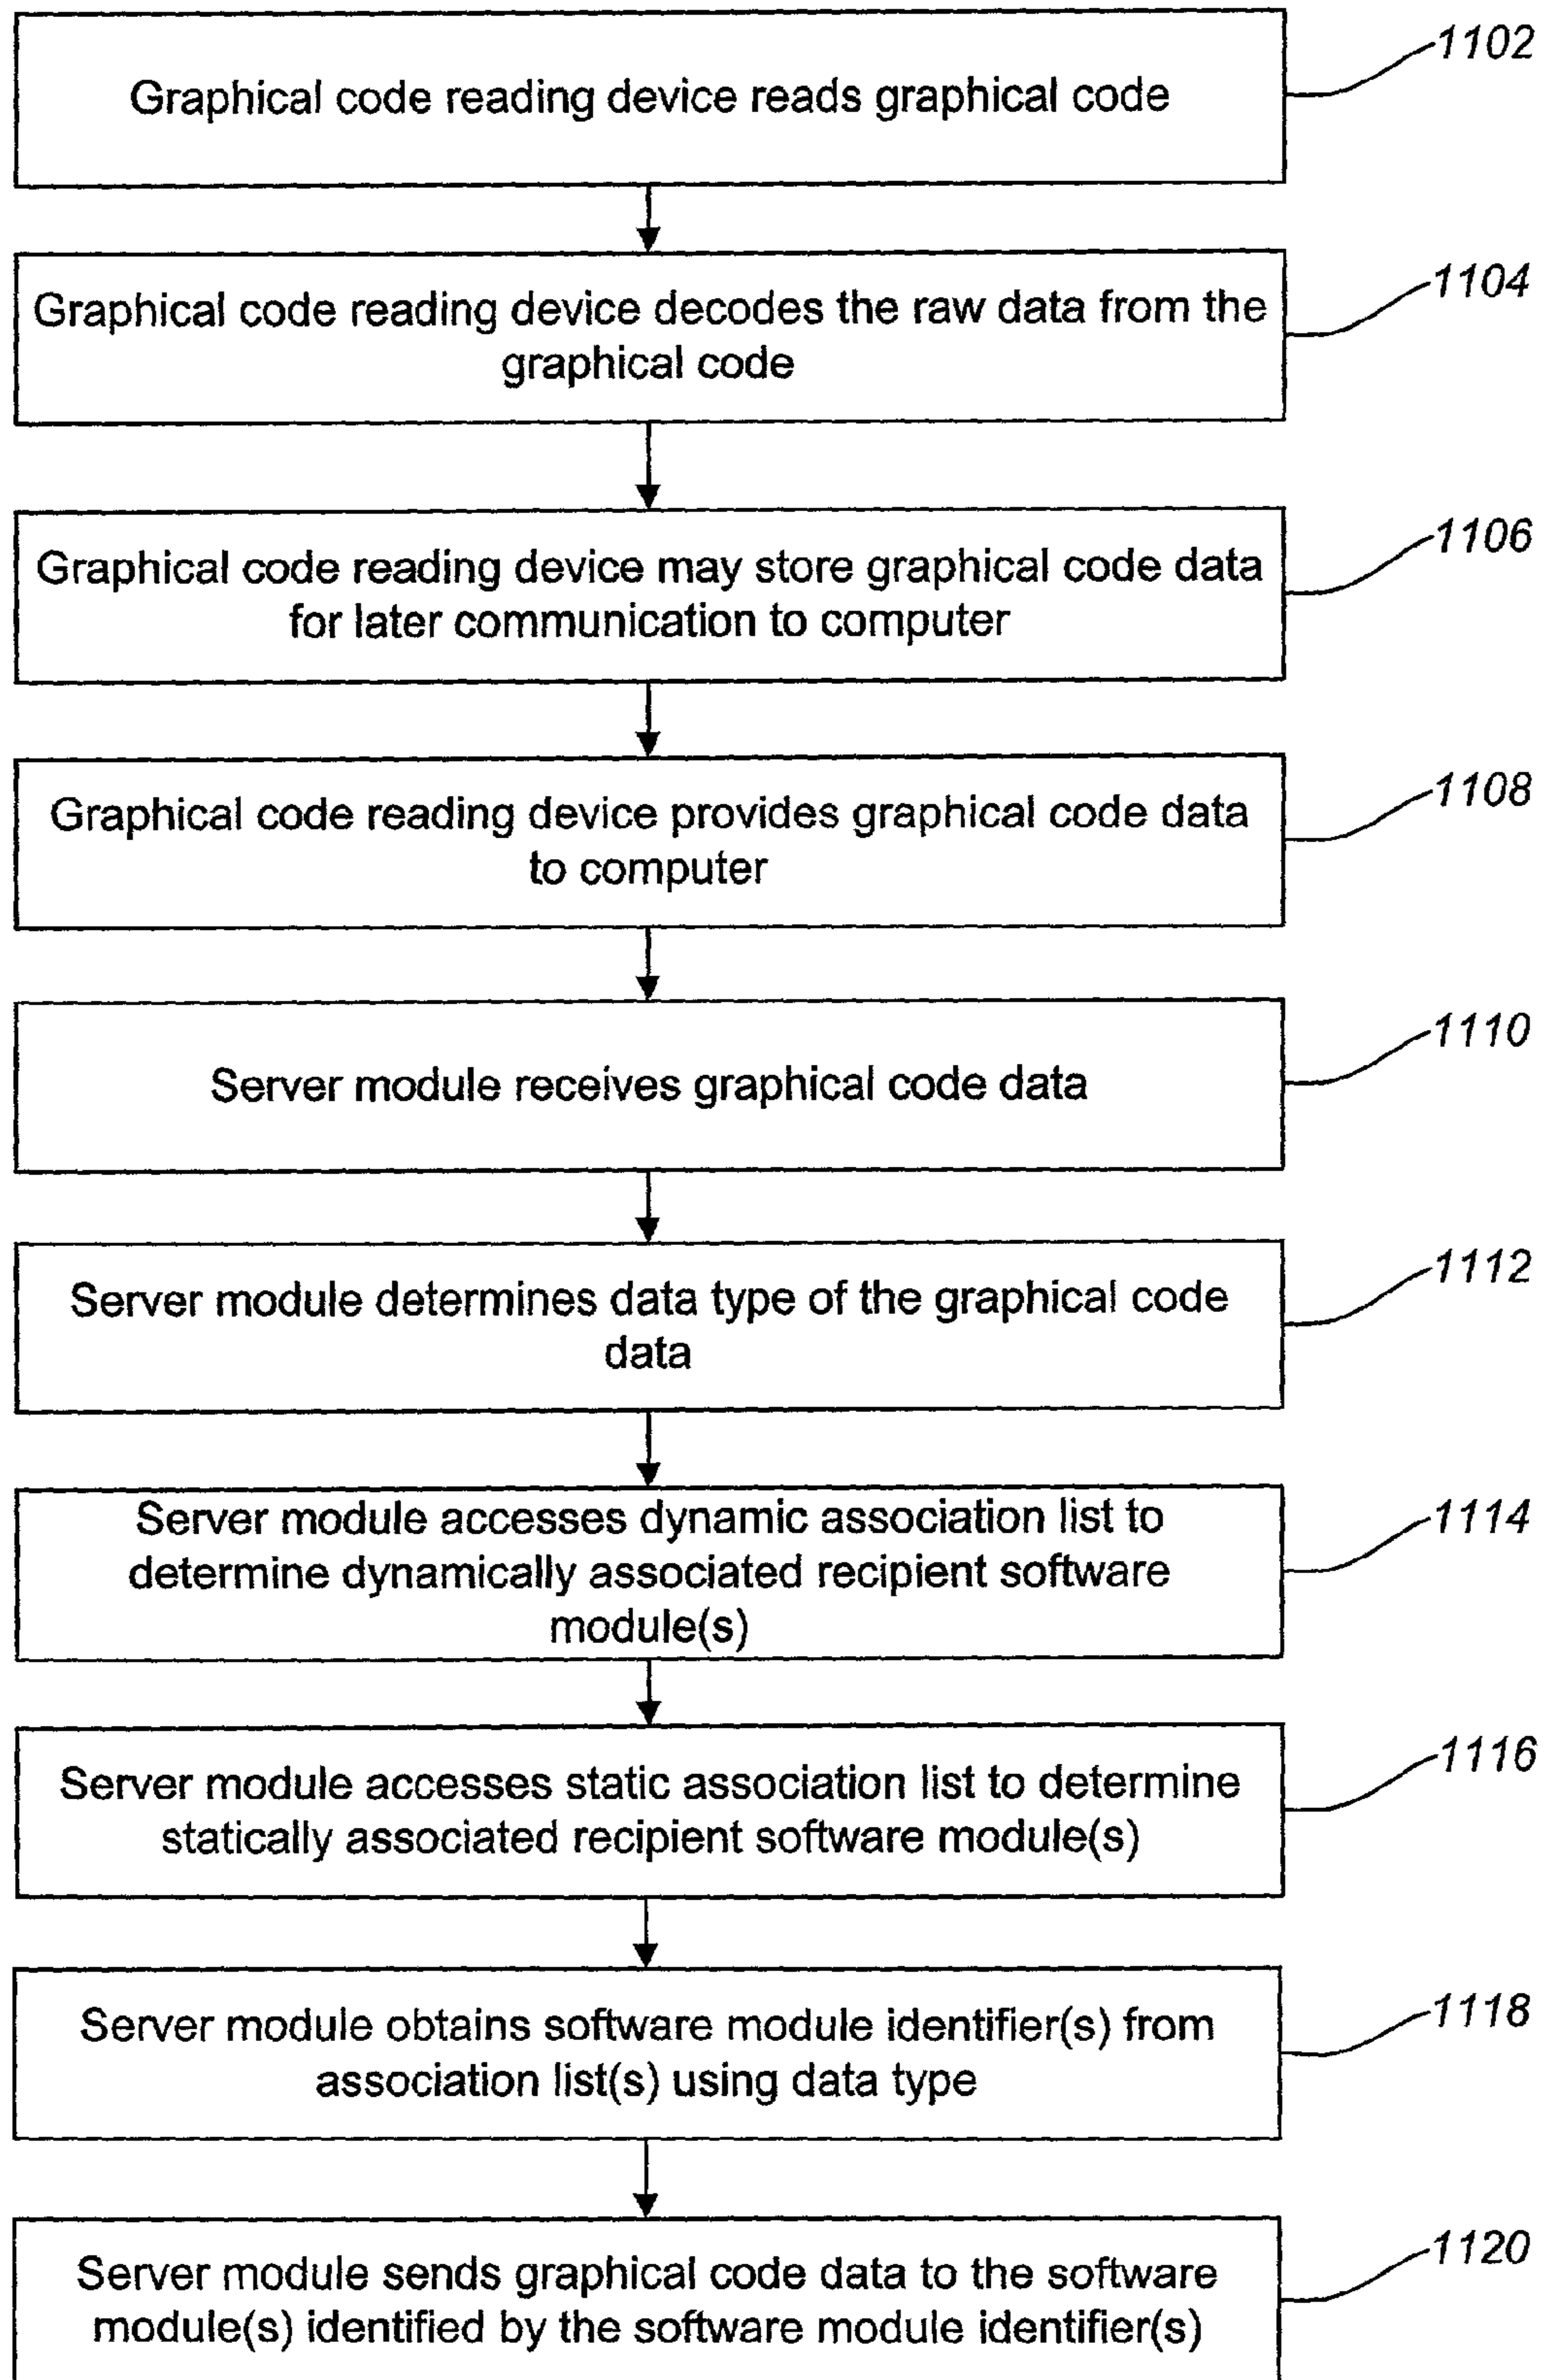 Graphical code reading device reads graphical code
1102
Graphical code reading device decodes the raw data from the
graphical code
1104
Graphical code reading device may store graphical code data
for later communication to computer
1106
Graphical code reading device provides graphical code data
to computer
1108
Server module receives graphical code data
1110
Server module determines data type of the graphical code
data
1112
Server module accesses dynamic association list to
determine dynamically associated recipient software
module(s)
1114
Server module accesses static association list to determine
statically associated recipient software module(s)
1116
Server module obtains software module identifier(s) from
association list(s) using data type
1118
Server module sends graphical code data to the software
module(s) identified by the software module identifier(s)
1120